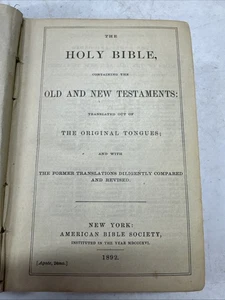 THE
HOLY BIBLE,
CONTAINING THE
OLD AND NEW TESTAMENTS:
TRANSLATED OUT OF
THE ORIGINAL TONGUES;
AND WITH
THE FORMER TRANSLATIONS DILIGENTLY COMPARED
AND REVISED.
NEW YORK:
AMERICAN BIBLE SOCIETY,
INSTITUTED IN THE YEAR MDCCCXVI.
1892.